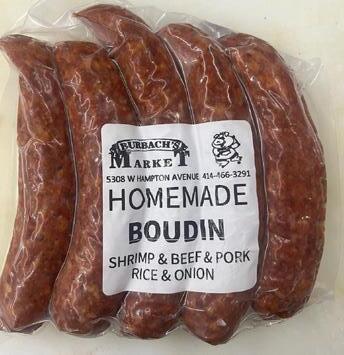 BURBACH'S
MARKET
5308 W HAMPTON AVENUE 414-466-3291
HOMEMADE
BOUDIN
SHRIMP & BEEF & PORK
RICE & ONION